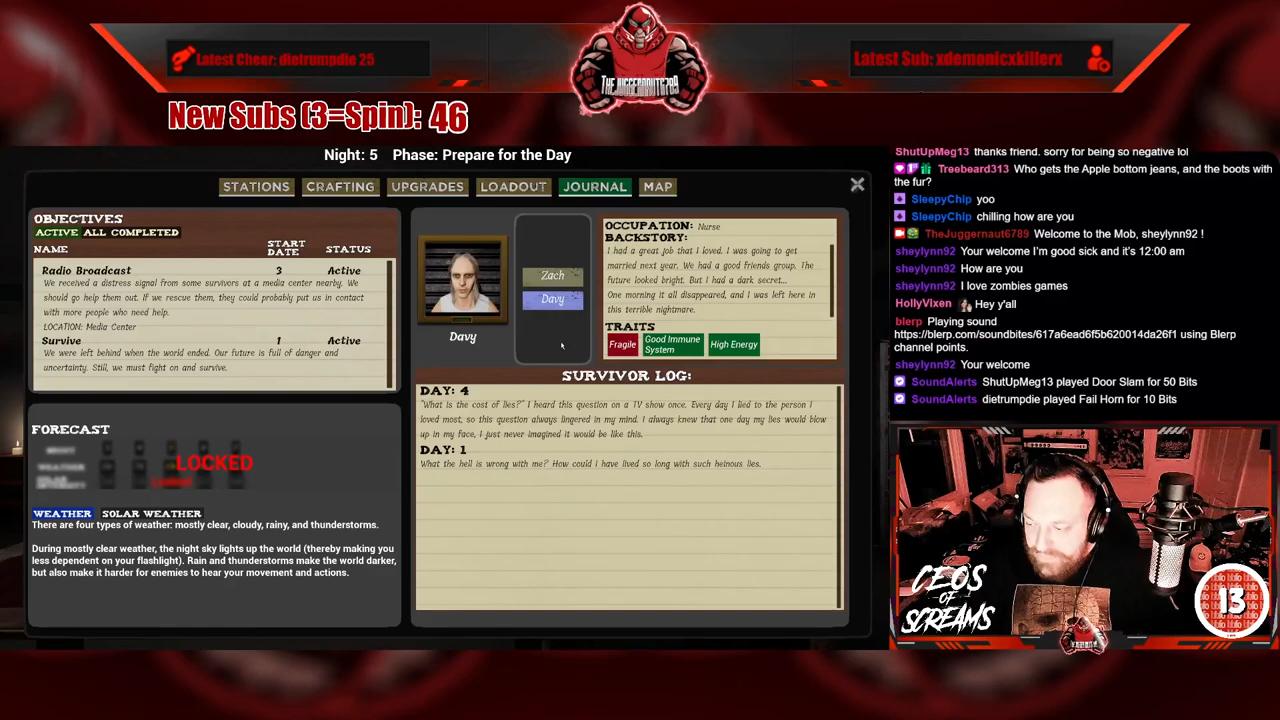 Latest Cheer: dietrumpdie 25
THEJUGGERNAUT6789
Latest Sub: xdemonicxkillerx
New Subs (3=Spin): 46
Night: 5 Phase: Prepare for the Day
STATIONS CRAFTING UPGRADES LOADOUT JOURNAL MAP
OBJECTIVES
ACTIVE ALL COMPLETED
NAME START DATE STATUS
Radio Broadcast 3 Active
We received a distress signal from some survivors at a media center nearby. We
should go help them out. If we rescue them, they could probably put us in contact
with more people who need help.
LOCATION: Media Center
Survive 1 Active
We were left behind when the world ended. Our future is full of danger and
uncertainty. Still, we must fight on and survive.
FORECAST
LOCKED
WEATHER SOLAR WEATHER
There are four types of weather: mostly clear, cloudy, rainy, and thunderstorms.
During mostly clear weather, the night sky lights up the world (thereby making you
less dependent on your flashlight). Rain and thunderstorms make the world darker,
but also make it harder for enemies to hear your movement and actions.
Davy
Zach
Davy
OCCUPATION: Nurse
BACKSTORY:
I had a great job that I loved. I was going to get
married next year. We had a good friends group. The
future looked bright. But I had a dark secret...
One morning it all disappeared, and I was left here in
this terrible nightmare.
TRAITS
Fragile Good Immune System High Energy
SURVIVOR LOG:
DAY: 4
"What is the cost of lies?" I heard this question on a TV show once. Every day I lied to the person I
loved most, so this question always lingered in my mind. I always knew that one day my lies would blow
up in my face, I just never imagined it would be like this.
DAY: 1
What the hell is wrong with me? How could I have lived so long with such heinous lies.
ShutUpMeg13 thanks friend. sorry for being so negative lol
Treebeard313 Who gets the Apple bottom jeans, and the boots with
the fur?
SleepyChip yoo
SleepyChip chilling how are you
TheJuggernaut6789 Welcome to the Mob, sheylynn92 !
sheylynn92 Your welcome I'm good sick and it's 12:00 am
sheylynn92 How are you
sheylynn92 I love zombies games
HollyVixen Hey y'all
blerp Playing sound
https://blerp.com/soundbites/617a6ead6f5b620014da26f1 using Blerp
channel points.
sheylynn92 Your welcome
SoundAlerts ShutUpMeg13 played Door Slam for 50 Bits
SoundAlerts dietrumpdie played Fail Horn for 10 Bits
CEOS
OF
SCREAMS
13